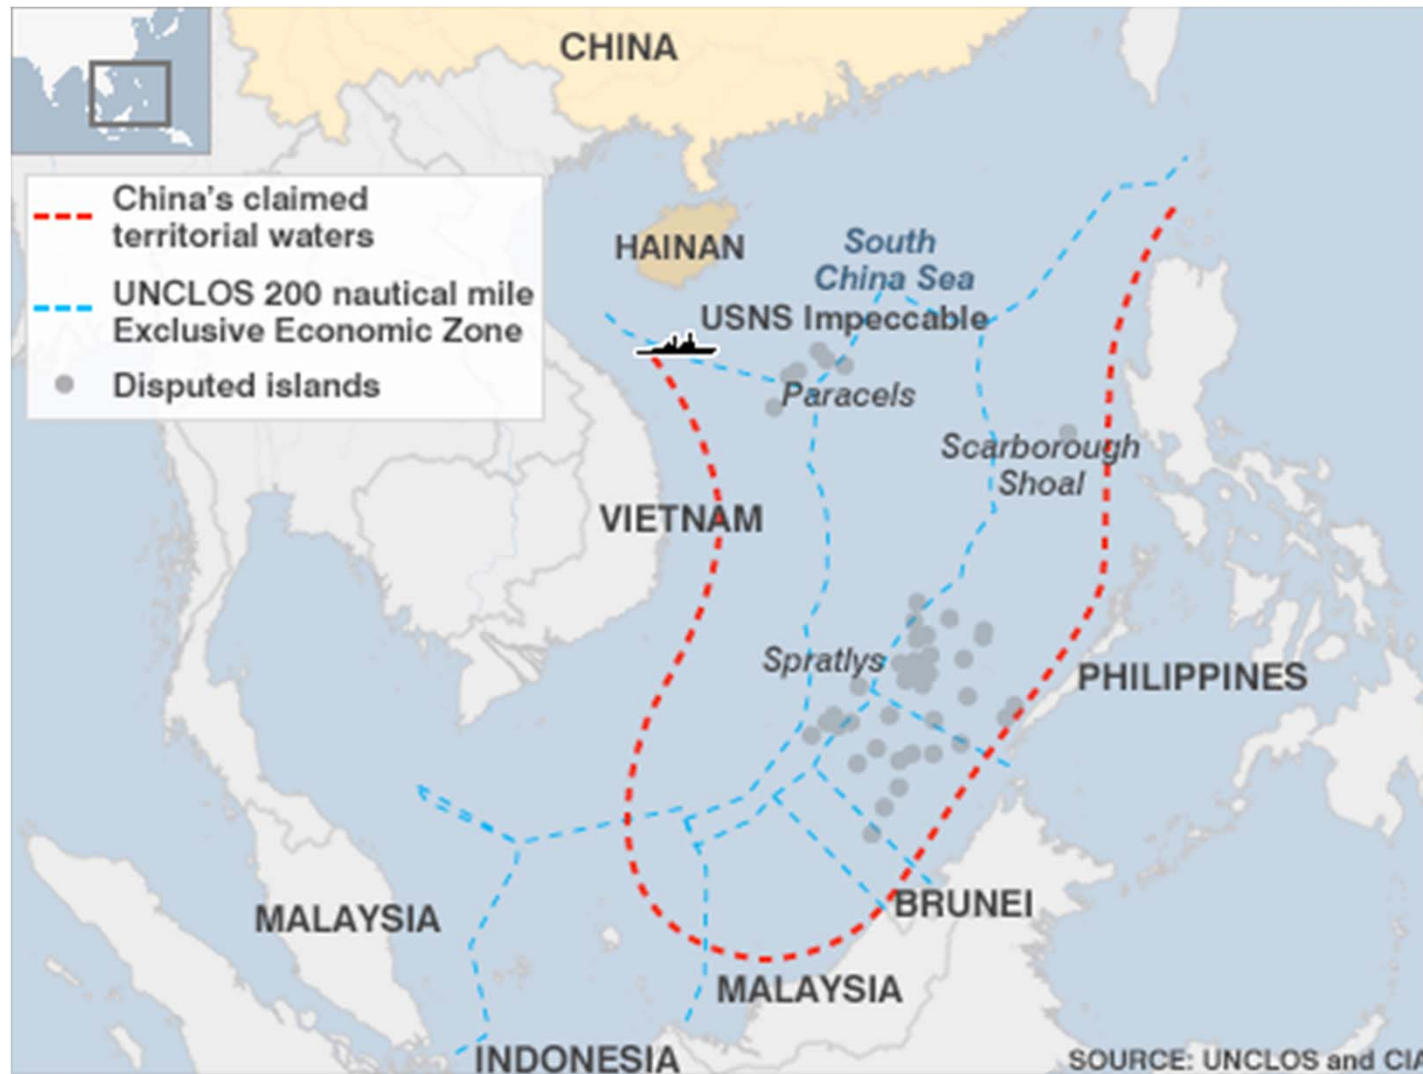 CHINA
China's claimed
territorial waters
UNCLOS 200 nautical mile
Exclusive Economic Zone
Disputed islands
HAINAN
South
China Sea
USNS Impeccable
Paracels
Scarborough
Shoal
VIETNAM
Spratlys
PHILIPPINES
BRUNEI
MALAYSIA
MALAYSIA
INDONESIA
SOURCE: UNCLOS and CIA